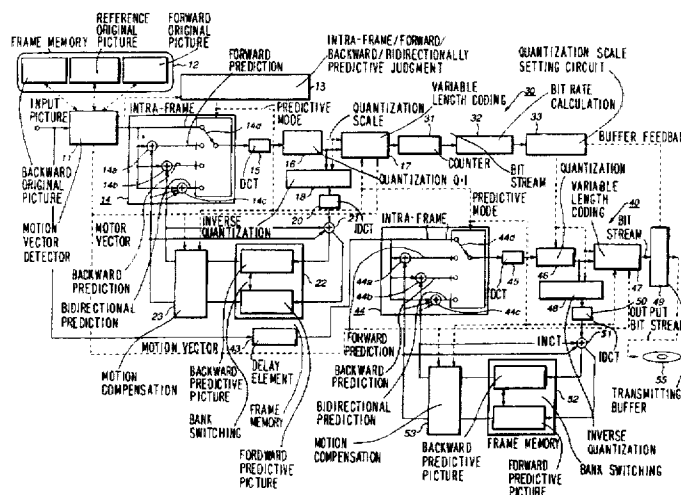 FRAME MEMORY
REFERENCE ORIGINAL PICTURE
FORWARD ORIGINAL PICTURE
12
FORWARD PREDICTION
INTRA-FRAME/FORWARD/
BACKWARD/BIDIRECTIONALLY
PREDICTIVE JUDGMENT
13
QUANTIZATION SCALE
SETTING CIRCUIT
INPUT
PICTURE
11
INTRA-FRAME
14d
PREDICTIVE
MODE
QUANTIZATION
SCALE
VARIABLE
LENGTH CODING
30
BIT RATE
CALCULATION
31
32
33
BUFFER FEEDBACK
14a
14b
14c
14
DCT
15
16
17
18
COUNTER
BIT
STREAM
QUANTIZATION Q-1
QUANTIZATION
VARIABLE
LENGTH
CODING
40
BIT
STREAM
BACKWARD
ORIGINAL
PICTURE
MOTION
VECTOR
DETECTOR
MOTOR
VECTOR
INVERSE
QUANTIZATION
20
21
IDCT
PREDICTIVE
MODE
INTRA-FRAME
44d
44a
44b
44c
44
DCT
45
46
47
48
49
50
51
BACKWARD
PREDICTION
BIDIRECTIONAL
PREDICTION
23
22
OUTPUT
BIT STREAM
INCT
IDCT
55
TRANSMITTING
BUFFER
MOTION
COMPENSATION
MOTION VECTOR
43
DELAY
ELEMENT
BACKWARD
PREDICTIVE
PICTURE
BANK
SWITCHING
FRAME
MEMORY
FORDWARD
PREDICTIVE
PICTURE
FORWARD
PREDICTION
BACKWARD
PREDICTION
BIDIRECTIONAL
PREDICTION
MOTION
COMPENSATION
53
52
BACKWARD
PREDICTIVE
PICTURE
FRAME MEMORY
FORWARD
PREDICTIVE
PICTURE
INVERSE
QUANTIZATION
BANK SWITCHING